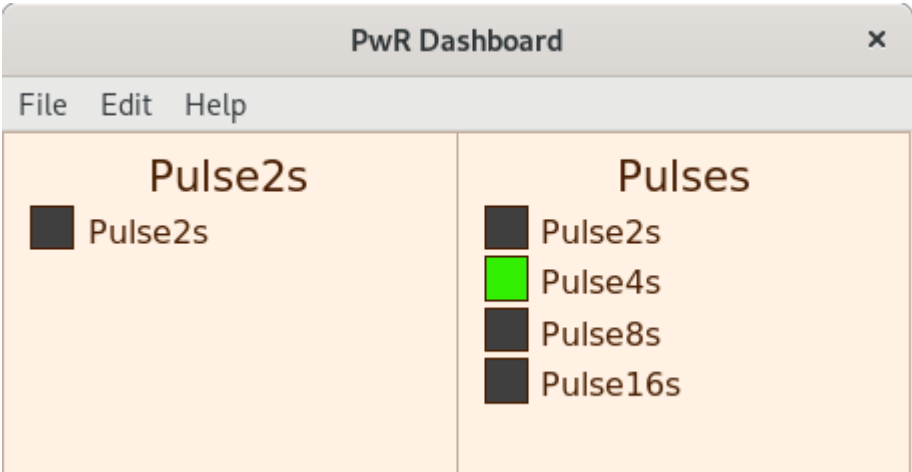 PwR Dashboard ×
File Edit Help
Pulse2s
Pulse2s
Pulses
Pulse2s
Pulse4s
Pulse8s
Pulse16s